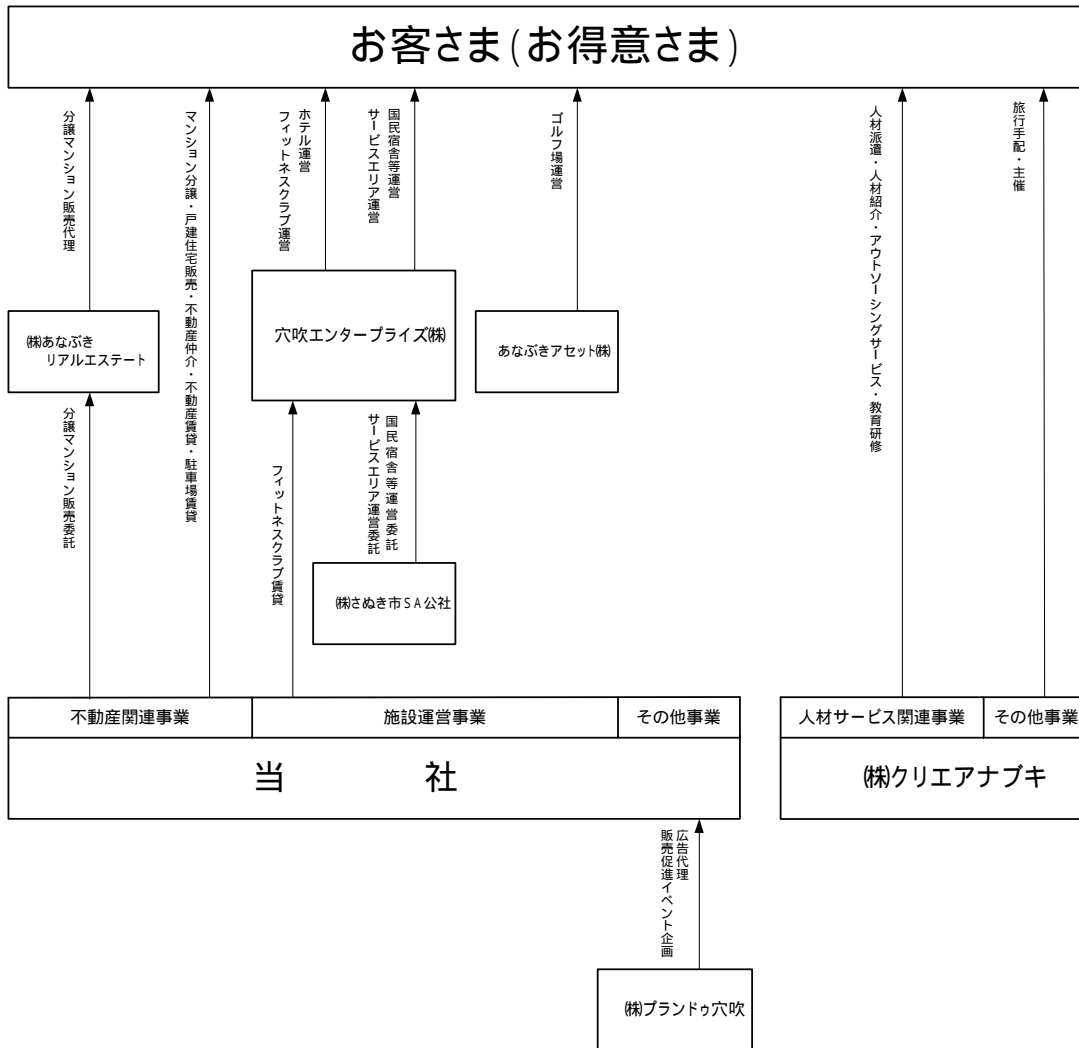 お客さま(お得意さま)
分譲マンション販売代理
マンション分譲・戸建住宅販売・不動産仲介・不動産賃貸・駐車場賃貸
ホテル運営
フィットネスクラブ運営
国民宿舎等運営
サービスエリア運営
ゴルフ場運営
人材派遣・人材紹介・アウトソーシングサービス・教育研修
旅行手配・主催
㈱あなぶき
リアルエステート
穴吹エンタープライズ㈱
あなぶきアセット㈱
分譲マンション販売委託
フィットネスクラブ賃貸
国民宿舎等運営委託
サービスエリア運営委託
㈱さぬき市SA公社
不動産関連事業
施設運営事業
その他事業
人材サービス関連事業
その他事業
当 社
㈱クリエアナブキ
広告代理
販売促進イベント企画
㈱プランドゥ穴吹